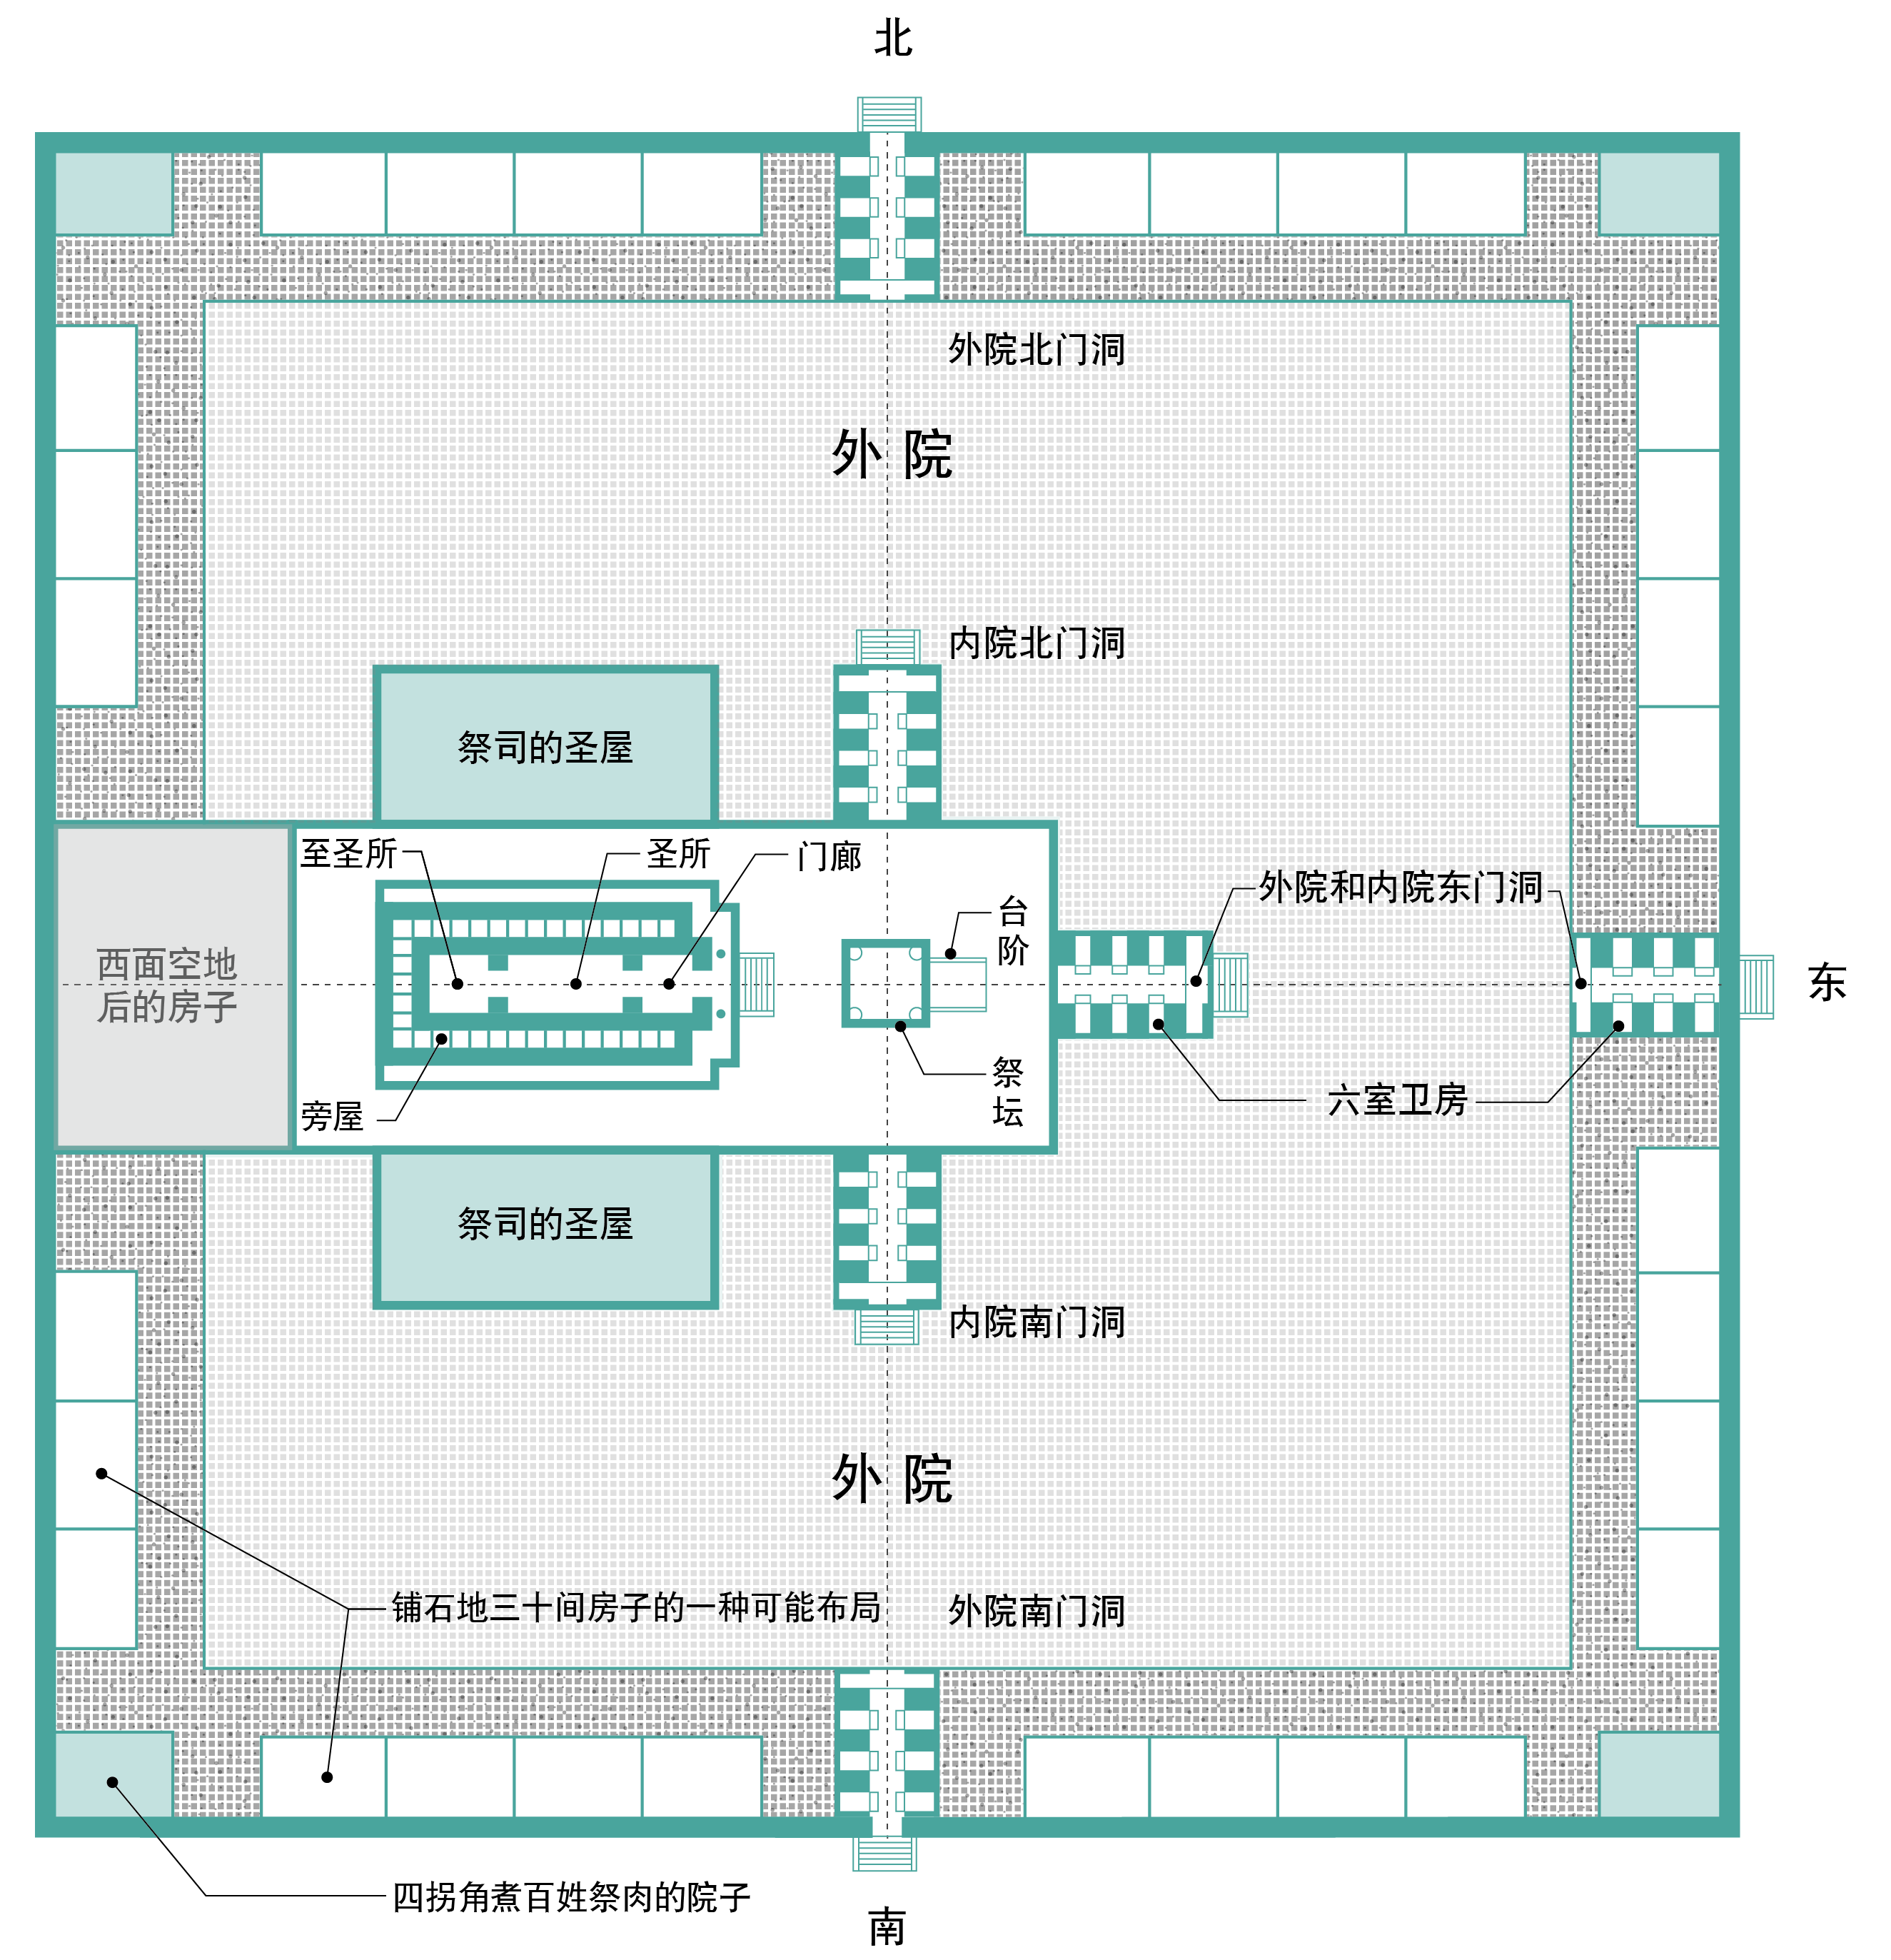 北
外院北门洞
外 院
内院北门洞
祭司的圣屋
至圣所
圣所
门廊
外院和内院东门洞
台
阶
西面空地
后的房子
东
祭
坛
六室卫房
旁屋
祭司的圣屋
内院南门洞
外 院
铺石地三十间房子的一种可能布局
外院南门洞
四拐角煮百姓祭肉的院子
南